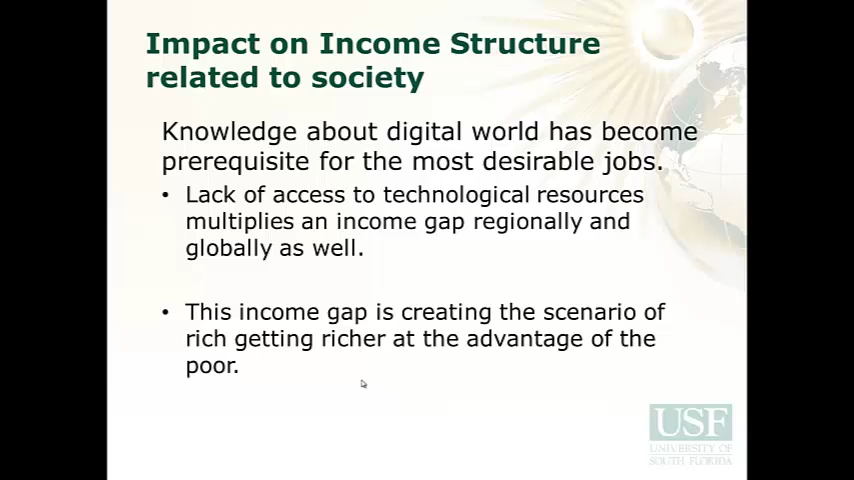 Impact on Income Structure
related to society
Knowledge about digital world has become
prerequisite for the most desirable jobs.
• Lack of access to technological resources
multiplies an income gap regionally and
globally as well.
• This income gap is creating the scenario of
rich getting richer at the advantage of the
poor.
USF
UNIVERSITY OF
SOUTH FLORIDA